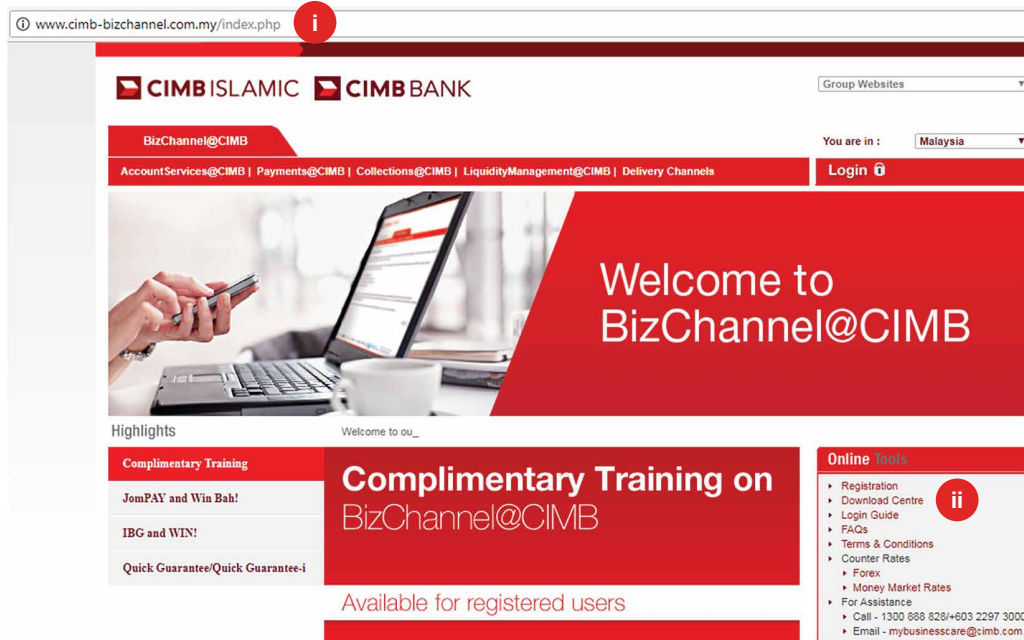 www.cimb-bizchannel.com.my/index.php
i
CIMB ISLAMIC CIMB BANK
Group Websites
BizChannel@CIMB
You are in : Malaysia
AccountServices@CIMB | Payments@CIMB | Collections@CIMB | LiquidityManagement@CIMB | Delivery Channels
Login
Welcome to
BizChannel@CIMB
Highlights
Welcome to ou_
Complimentary Training
JomPAY and Win Bah!
IBG and WIN!
Quick Guarantee/Quick Guarantee-i
Complimentary Training on
BizChannel@CIMB
Available for registered users
Online Tools
Registration
Download Centre
ii
Login Guide
FAQs
Terms & Conditions
Counter Rates
Forex
Money Market Rates
For Assistance
Call - 1300 888 828/+603 2297 3000
Email - mybusinesscare@cimb.com